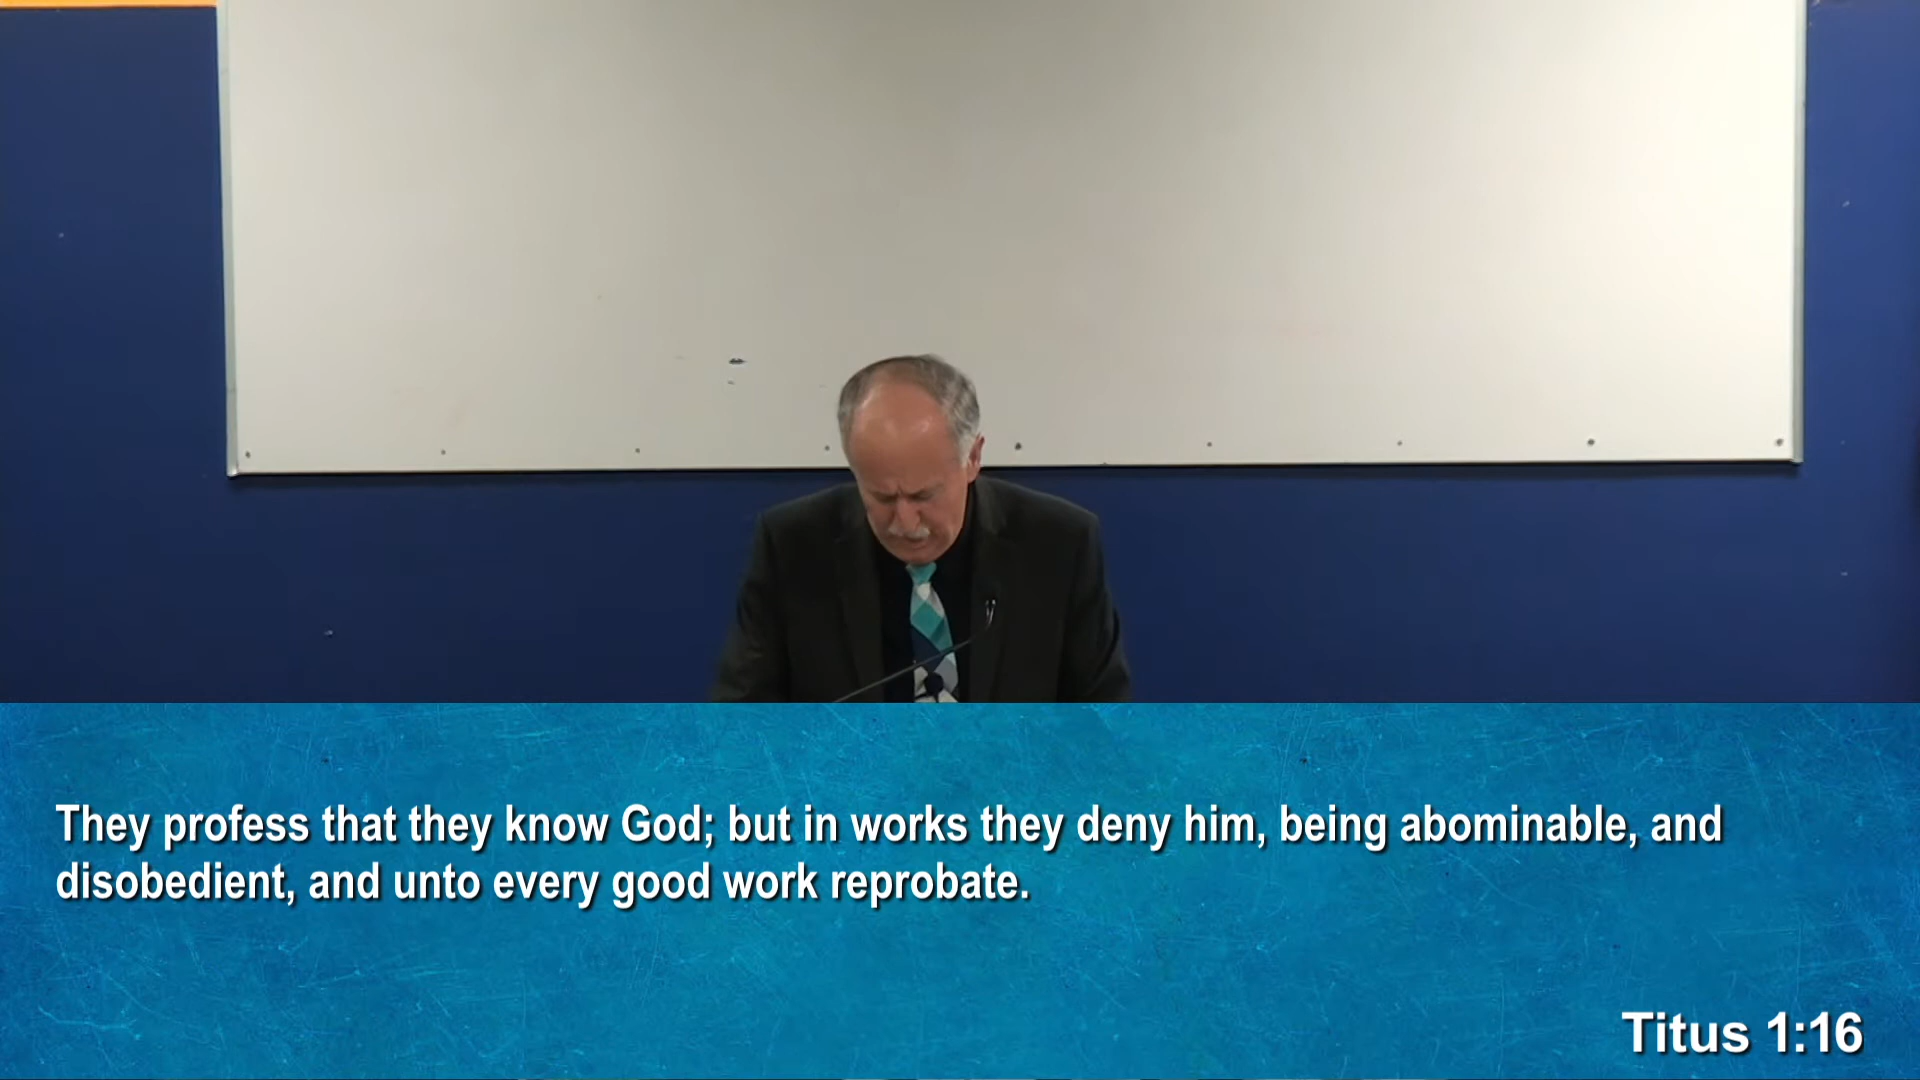 They profess that they know God; but in works they deny him, being abominable, and
disobedient, and unto every good work reprobate.
Titus 1:16